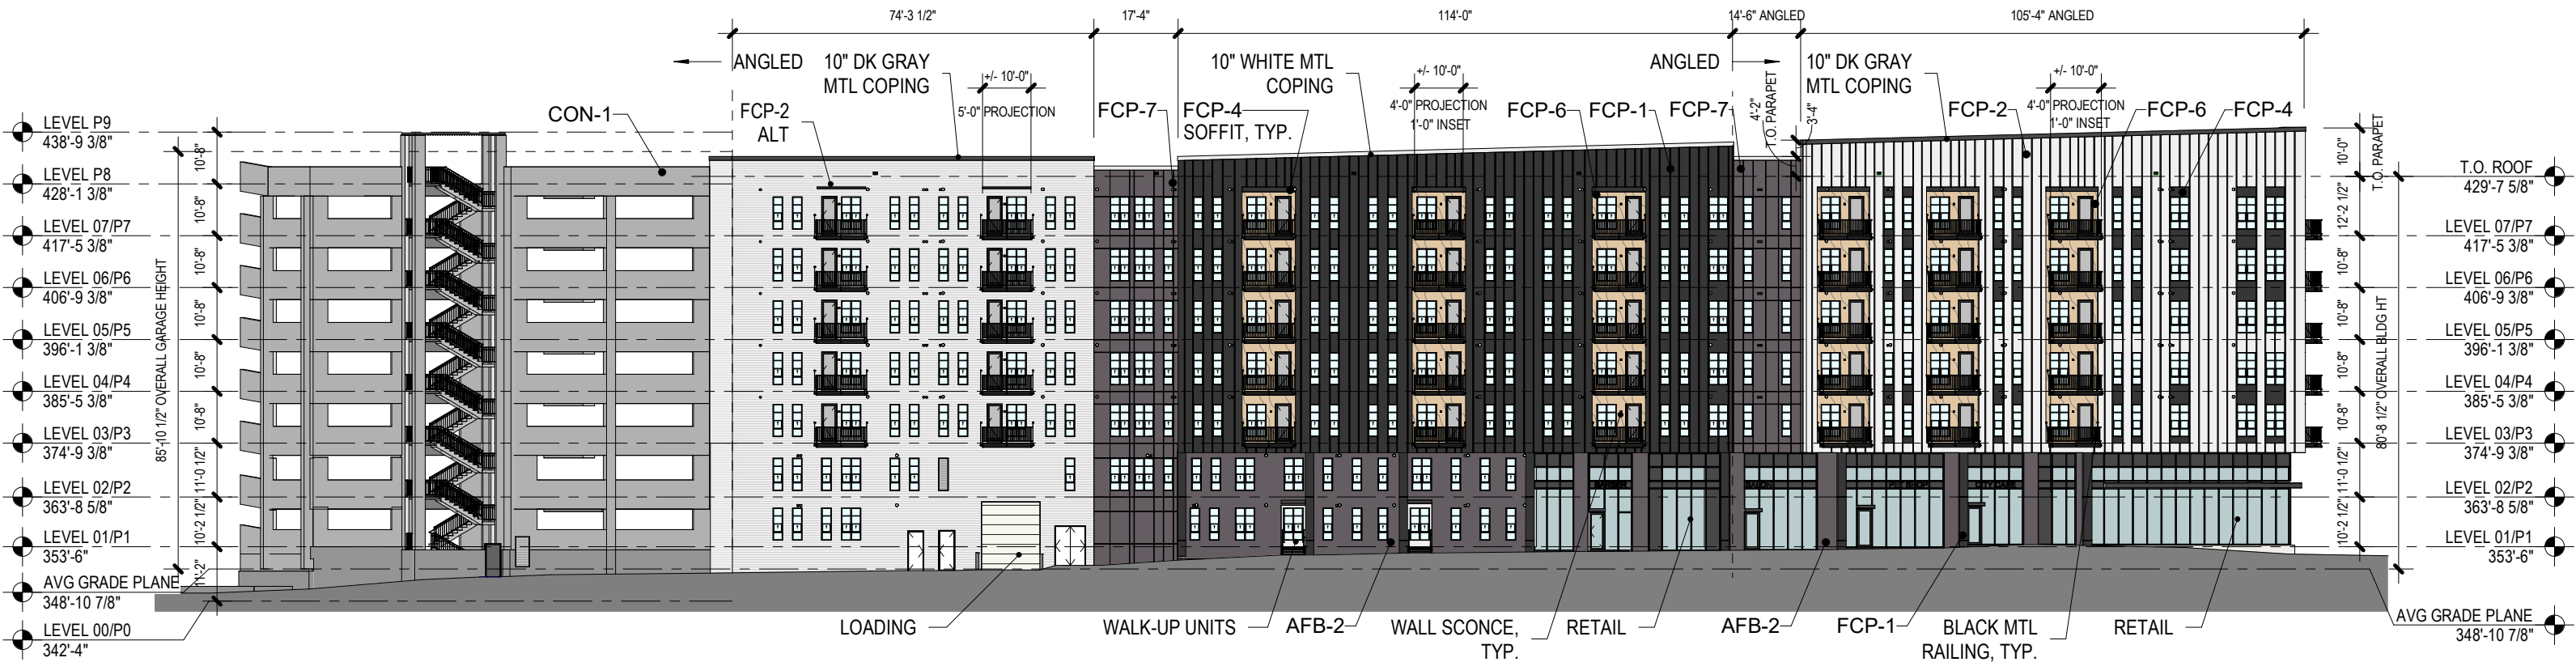 74'-3 1/2"
17'-4"
114'-0"
14'-6" ANGLED
105'-4" ANGLED
ANGLED
10" DK GRAY
MTL COPING
+/- 10'-0"
5'-0" PROJECTION
10" WHITE MTL
COPING
+/- 10'-0"
4'-0" PROJECTION
1'-0" INSET
ANGLED
4'-2"
T.O. PARAPET
3'-4"
10" DK GRAY
MTL COPING
+/- 10'-0"
4'-0" PROJECTION
1'-0" INSET
CON-1
FCP-2
ALT
FCP-7
FCP-4
SOFFIT, TYP.
FCP-6
FCP-1
FCP-7
FCP-2
FCP-6
FCP-4
LEVEL P9
438'-9 3/8"
LEVEL P8
428'-1 3/8"
LEVEL 07/P7
417'-5 3/8"
LEVEL 06/P6
406'-9 3/8"
LEVEL 05/P5
396'-1 3/8"
LEVEL 04/P4
385'-5 3/8"
LEVEL 03/P3
374'-9 3/8"
LEVEL 02/P2
363'-8 5/8"
LEVEL 01/P1
353'-6"
AVG GRADE PLANE
348'-10 7/8"
LEVEL 00/P0
342'-4"
85'-10 1/2" OVERALL GARAGE HEIGHT
10'-8"
10'-8"
10'-8"
10'-8"
10'-8"
10'-8"
11'-0 1/2"
10'-2 1/2"
11'-2"
BARBER
SALON
PET SHOP
CITY CAFE
T.O. PARAPET
10'-0"
12'-2 1/2"
10'-8"
10'-8"
10'-8"
10'-8"
11'-0 1/2"
10'-2 1/2"
80'-8 1/2" OVERALL BLDG HT
T.O. ROOF
429'-7 5/8"
LEVEL 07/P7
417'-5 3/8"
LEVEL 06/P6
406'-9 3/8"
LEVEL 05/P5
396'-1 3/8"
LEVEL 04/P4
385'-5 3/8"
LEVEL 03/P3
374'-9 3/8"
LEVEL 02/P2
363'-8 5/8"
LEVEL 01/P1
353'-6"
AVG GRADE PLANE
348'-10 7/8"
LOADING
WALK-UP UNITS
AFB-2
WALL SCONCE,
TYP.
RETAIL
AFB-2
FCP-1
BLACK MTL
RAILING, TYP.
RETAIL